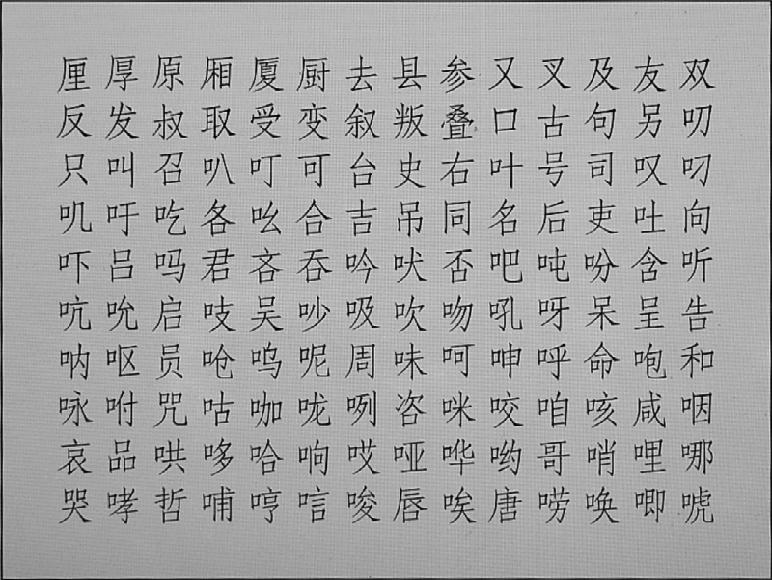 厘厚原厢厦厨去县参又叉及友双
反发叔取受变叙叛叠口古句另叨
只叫召叭叮可台史右叶号司叹叼
叽吁吃各吆合吉吊同名后吏吐向
吓吕吗君吝吞吟吠否吧吨吩含听
吭吮启吱吴吵吸吹吻吼呀呆呈告
呐呕员呛呜呢周味呵呻呼命咆和
咏咐咒咕咖咙咧咨咪咬咱咳咸咽
哀品哄哆哈响哎哑哗哟哥哨哩哪
哭哮哲哺哼唁唆唇唉唐唠唤唧唬